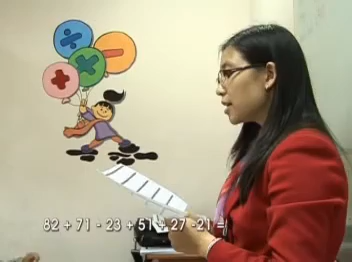 82 + 71 - 23 + 51 + 27 -21 =